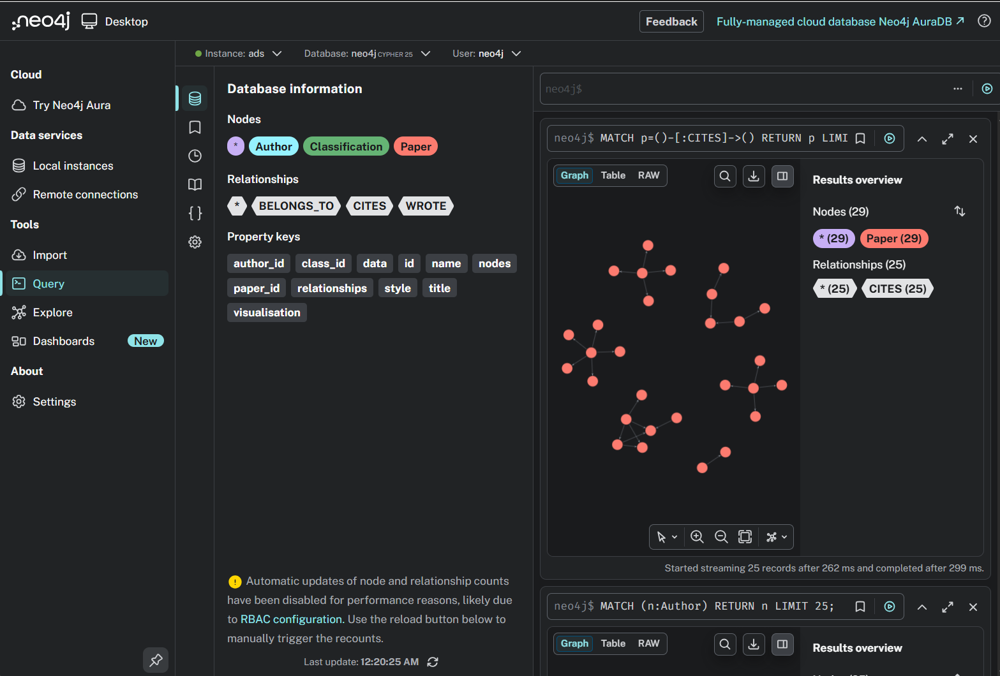 neo4j Desktop
Feedback
Fully-managed cloud database Neo4j AuraDB
Cloud
Try Neo4j Aura
Data services
Local instances
Remote connections
Tools
Import
Query
Explore
Dashboards New
About
Settings
Instance: ads
Database: neo4j CYPHER 25
User: neo4j
Database information
Nodes
* Author Classification Paper
Relationships
* BELONGS_TO CITES WROTE
Property keys
author_id class_id data id name nodes
paper_id relationships style title
visualisation
Automatic updates of node and relationship counts
have been disabled for performance reasons, likely due
to RBAC configuration. Use the reload button below to
manually trigger the recounts.
Last update: 12:20:25 AM
neo4j$
neo4j$ MATCH p=()-[:CITES]->() RETURN p LIMI
Graph Table RAW
Results overview
Nodes (29)
* (29) Paper (29)
Relationships (25)
* (25) CITES (25)
Started streaming 25 records after 262 ms and completed after 299 ms.
neo4j$ MATCH (n:Author) RETURN n LIMIT 25;
Graph Table RAW
Results overview